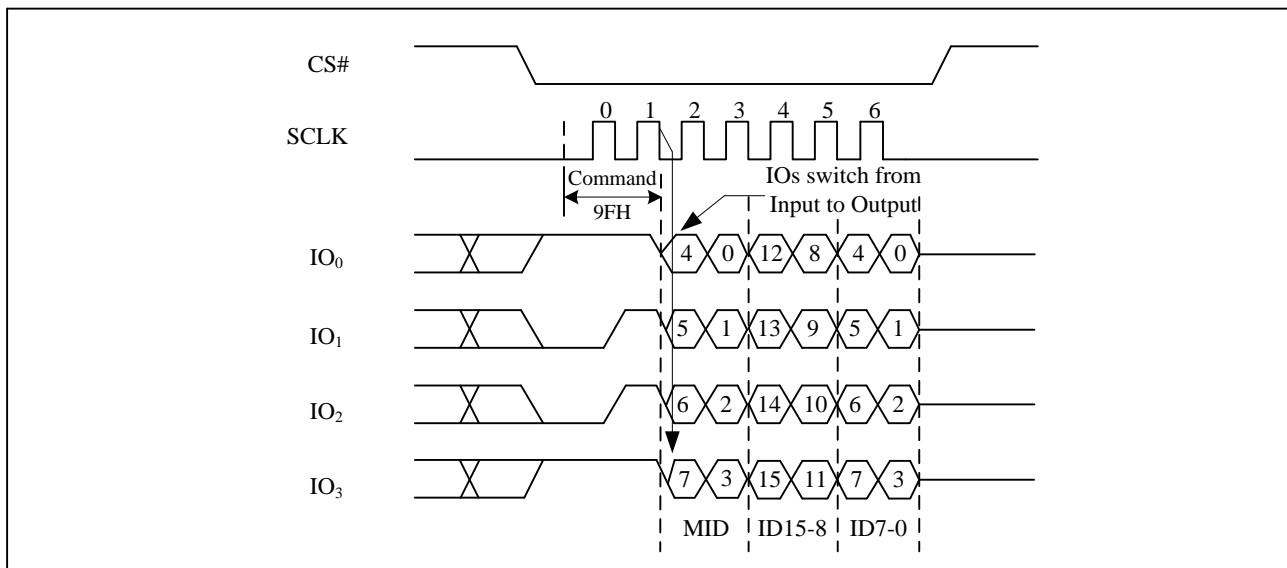 CS#
0 1 2 3 4 5 6
SCLK
Command
9FH
IOs switch from
Input to Output
IO0 4 0 12 8 4 0
IO1 5 1 13 9 5 1
IO2 6 2 14 10 6 2
IO3 7 3 15 11 7 3
MID ID15-8 ID7-0